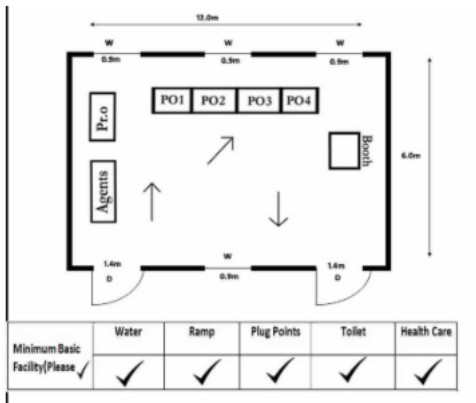 12.0m
W W W
0.9m 0.9m 0.9m
PO1 PO2 PO3 PO4
Pr.o
Booth
6.0m
Agents
1.4m W 1.4m
D 0.9m D
Water Ramp Plug Points Toilet Health Care
Minimum Basic
Facility(Please ✓ ✓ ✓ ✓ ✓ ✓